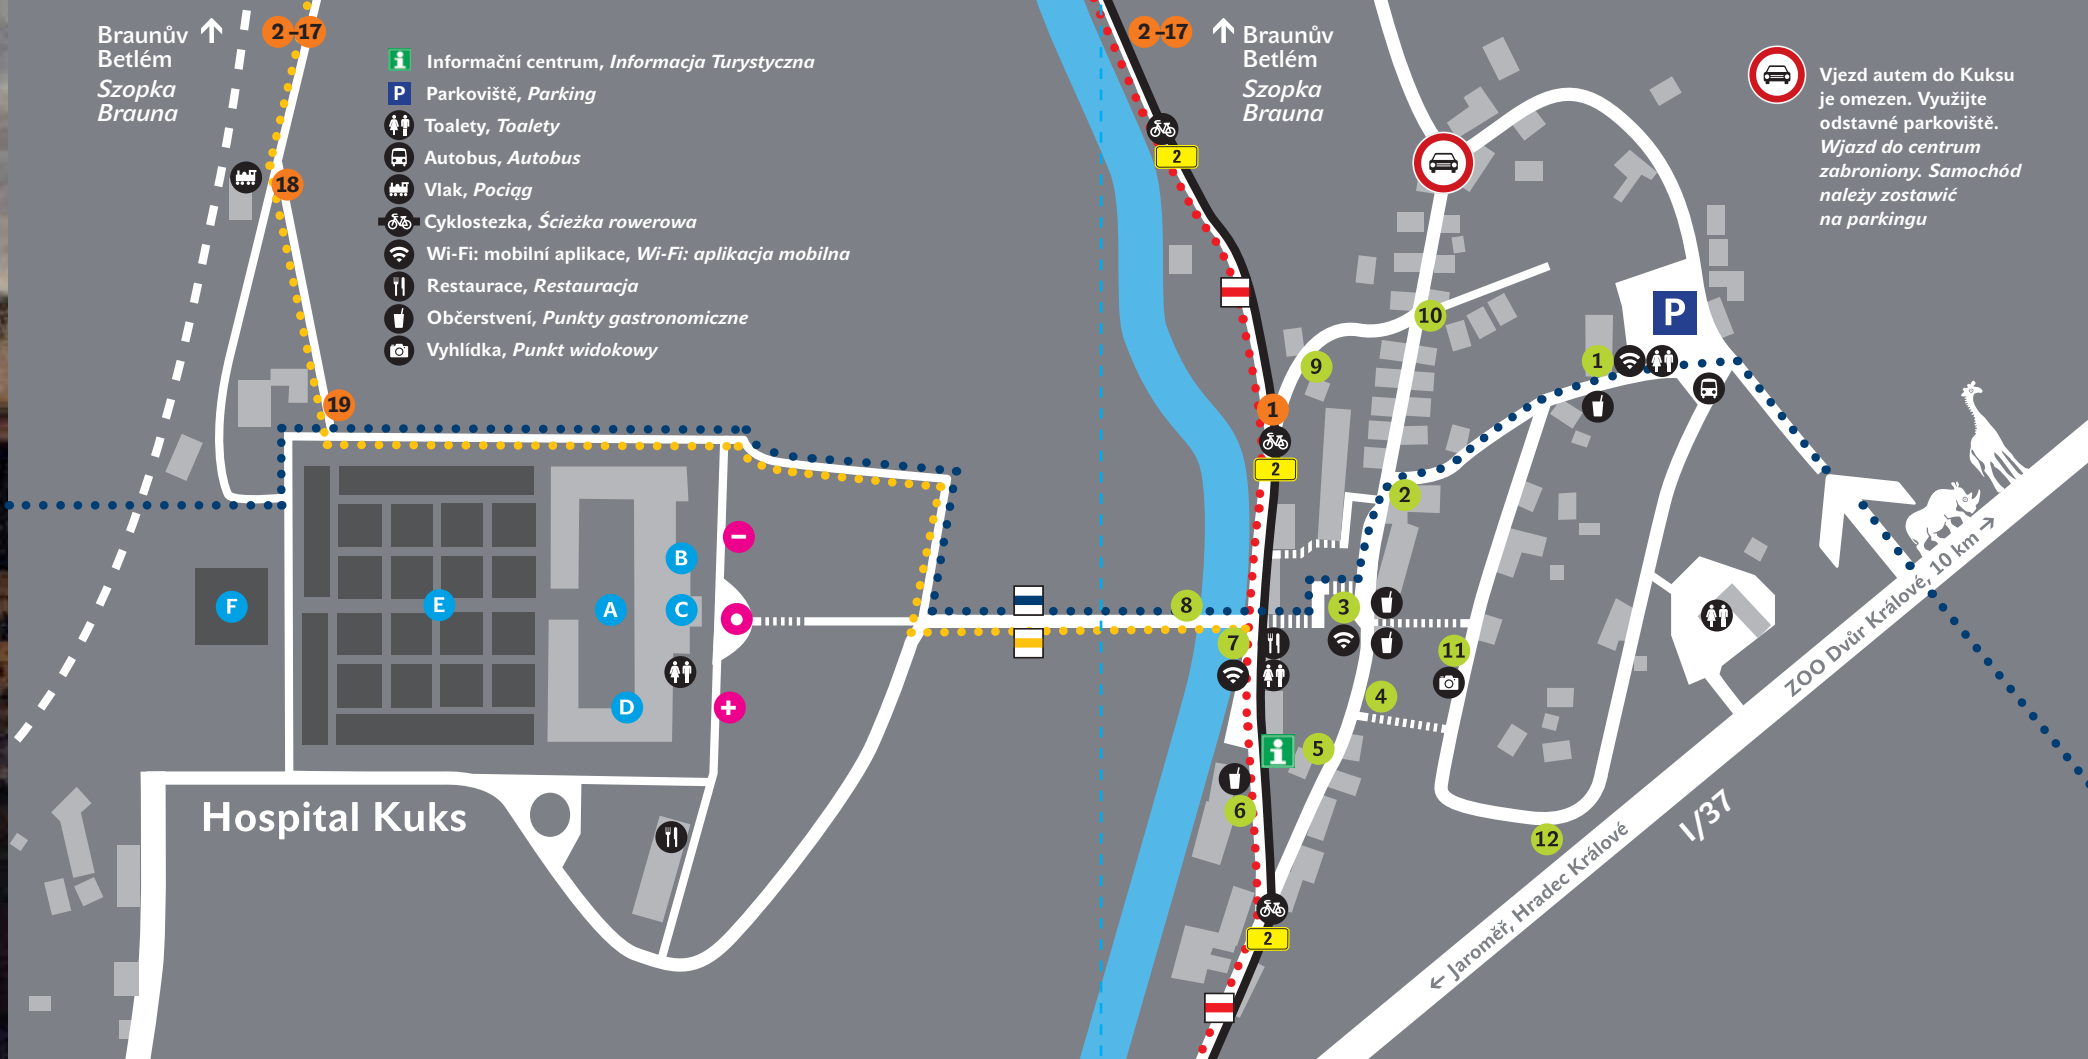 Braunův
Betlém
Szopka
Brauna
2-17
Informační centrum, Informacja Turystyczna
P Parkoviště, Parking
Toalety, Toalety
Autobus, Autobus
Vlak, Pociąg
Cyklostezka, Ścieżka rowerowa
Wi-Fi: mobilní aplikace, Wi-Fi: aplikacja mobilna
Restaurace, Restauracja
Občerstvení, Punkty gastronomiczne
Vyhlídka, Punkt widokowy
2-17
Braunův
Betlém
Szopka
Brauna
Vjezd autem do Kuksu
je omezen. Využijte
odstavné parkoviště.
Wjazd do centrum
zabroniony. Samochód
należy zostawić
na parkingu
18
19
2
10
P
9
1
1
2
2
B
F
E
A
C
D
8
3
7
11
4
i
5
6
12
2
Hospital Kuks
ZOO Dvůr Králové, 10 km →
I/37
← Jaroměř, Hradec Králové